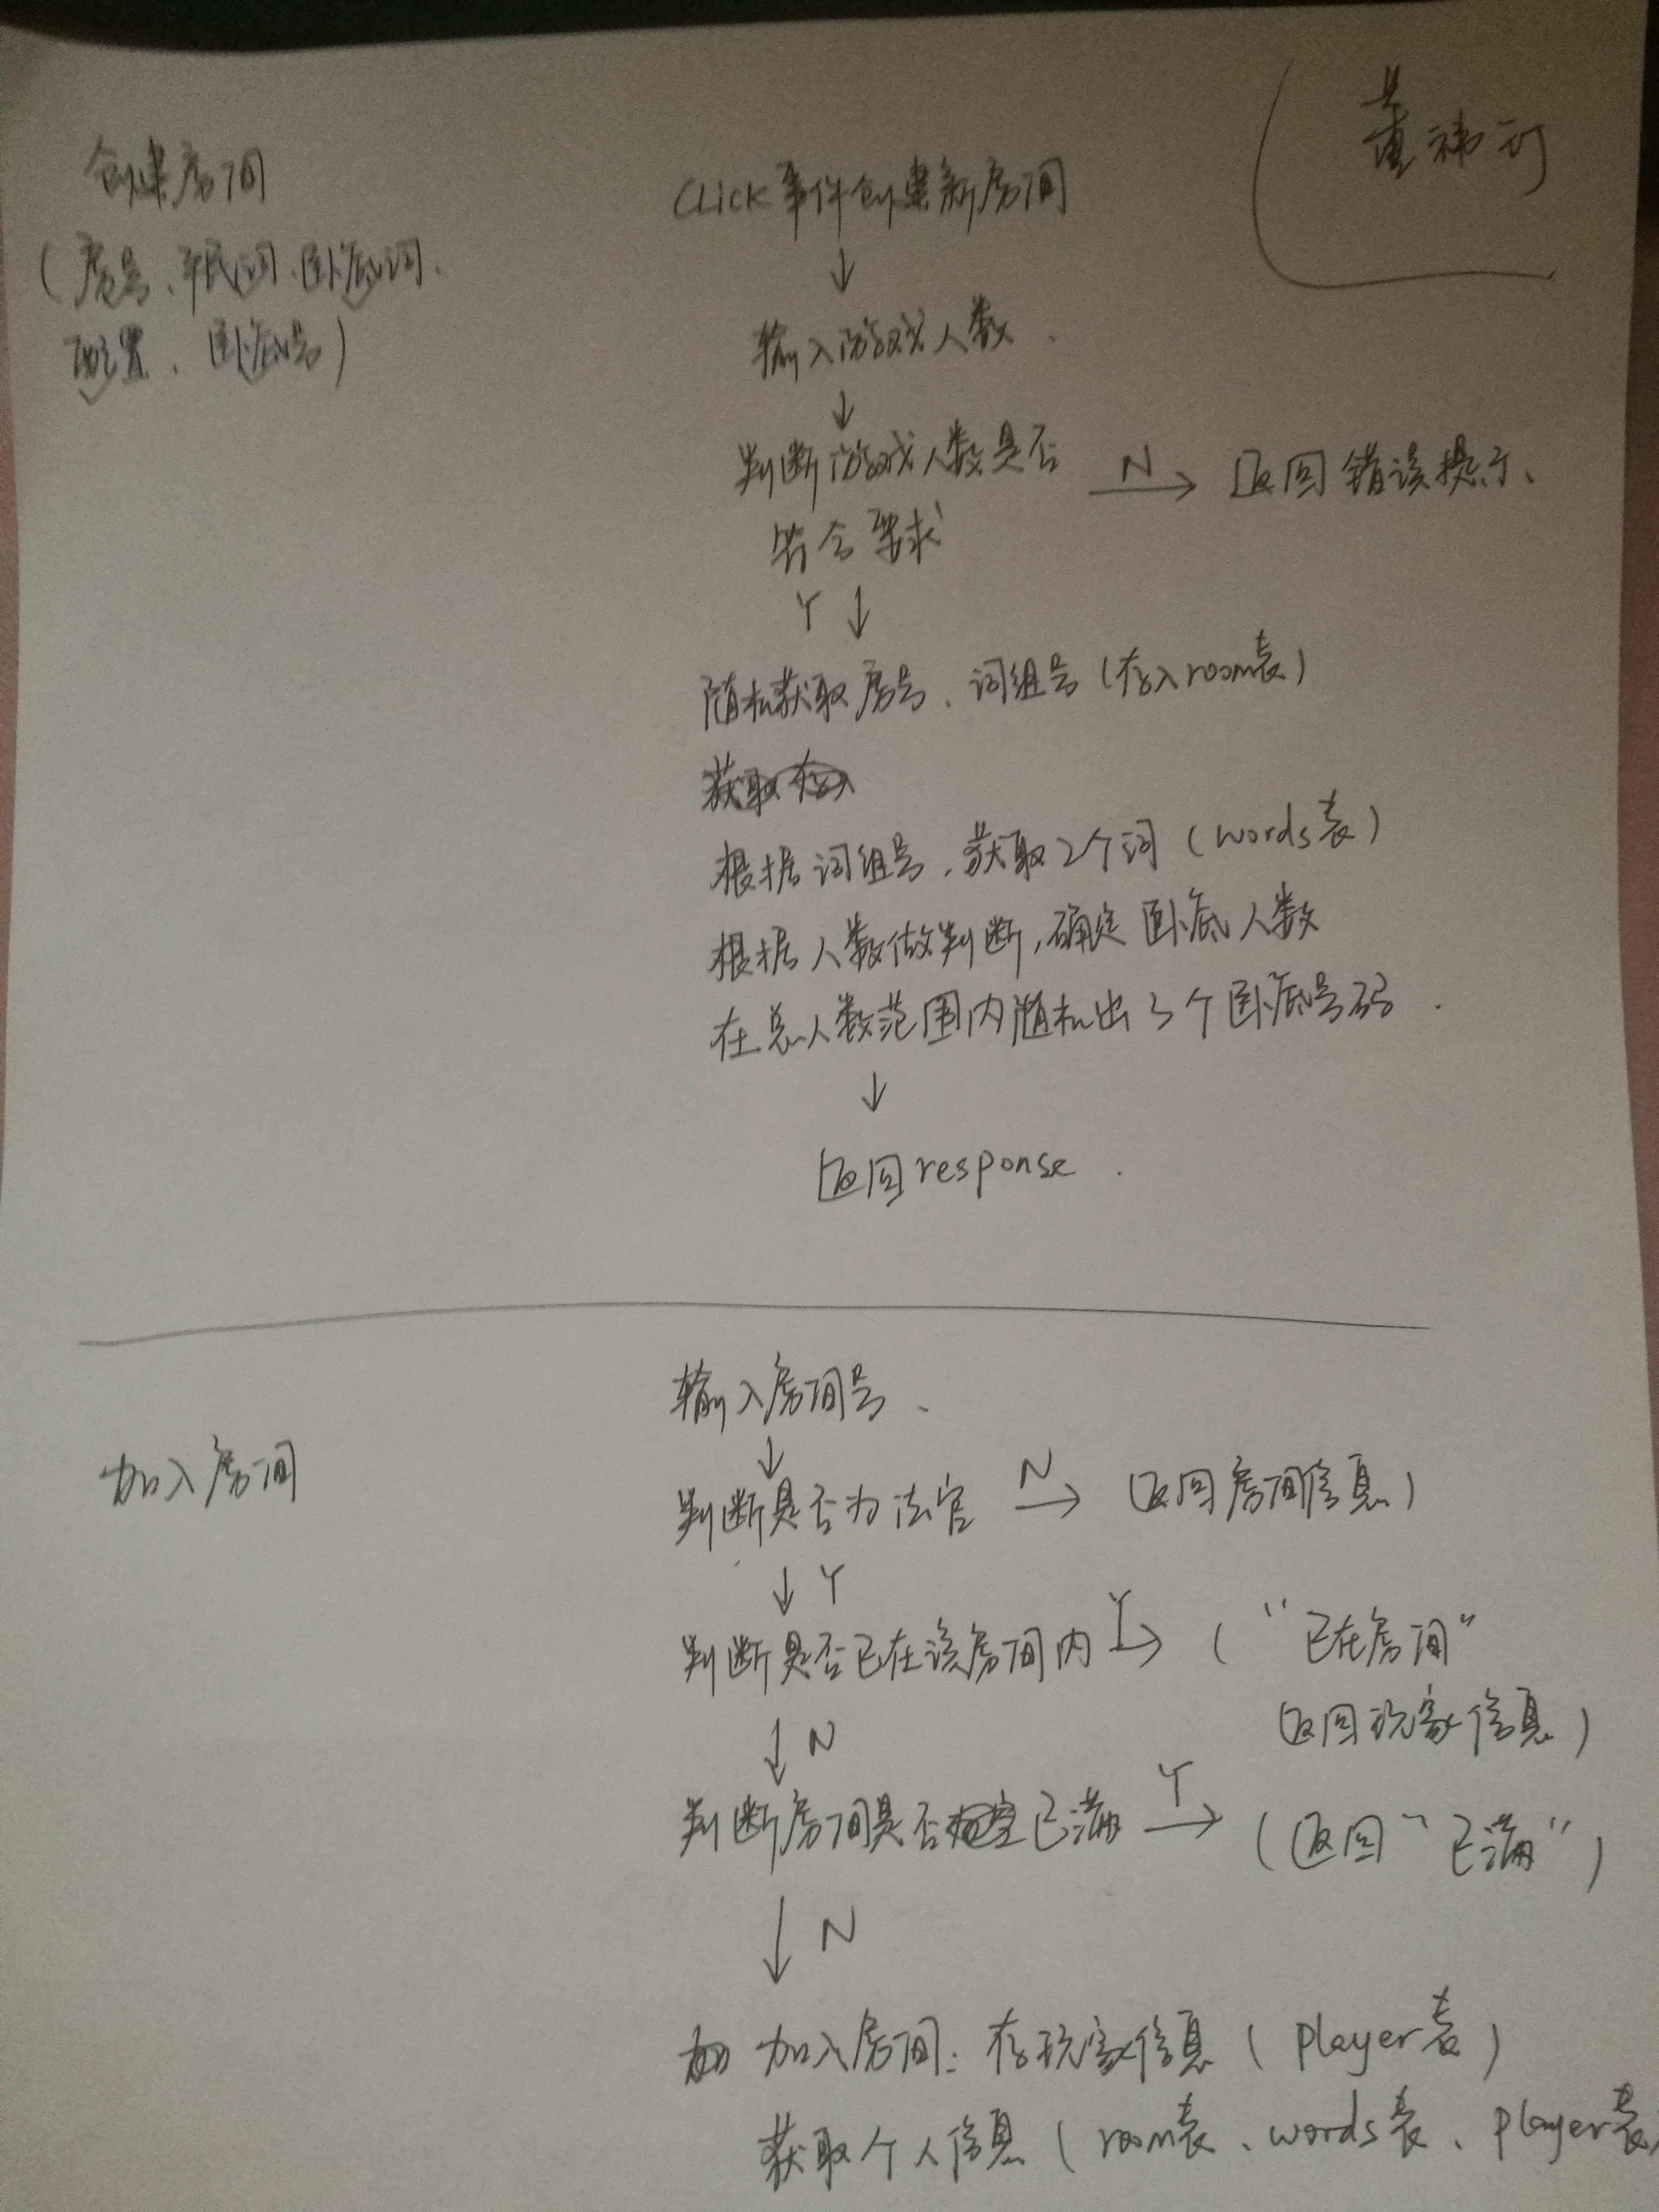 董祎可
创建房间
(房号、平民词、卧底词、
配置、卧底号)
CLick事件创建新房间
↓
输入游戏人数.
↓
判断游戏人数是否 N → 返回错误提示、
符合要求
Y ↓
随机获取房号、词组号(存入room表)
获取存入
根据词组号,获取2个词(words表)
根据人数做判断,确定卧底人数
在总人数范围内随机出3个卧底号码.
↓
返回response.
加入房间
输入房间号、
↓
判断是否为法官 N → (返回房间信息)
↓ Y
判断是否已在该房间内 Y → ("已在房间"
返回玩家信息)
↓ N
判断房间是否已满 Y → (返回"已满")
↓ N
加入房间: 存玩家信息(player表)
获取个人信息(room表、words表、player表)